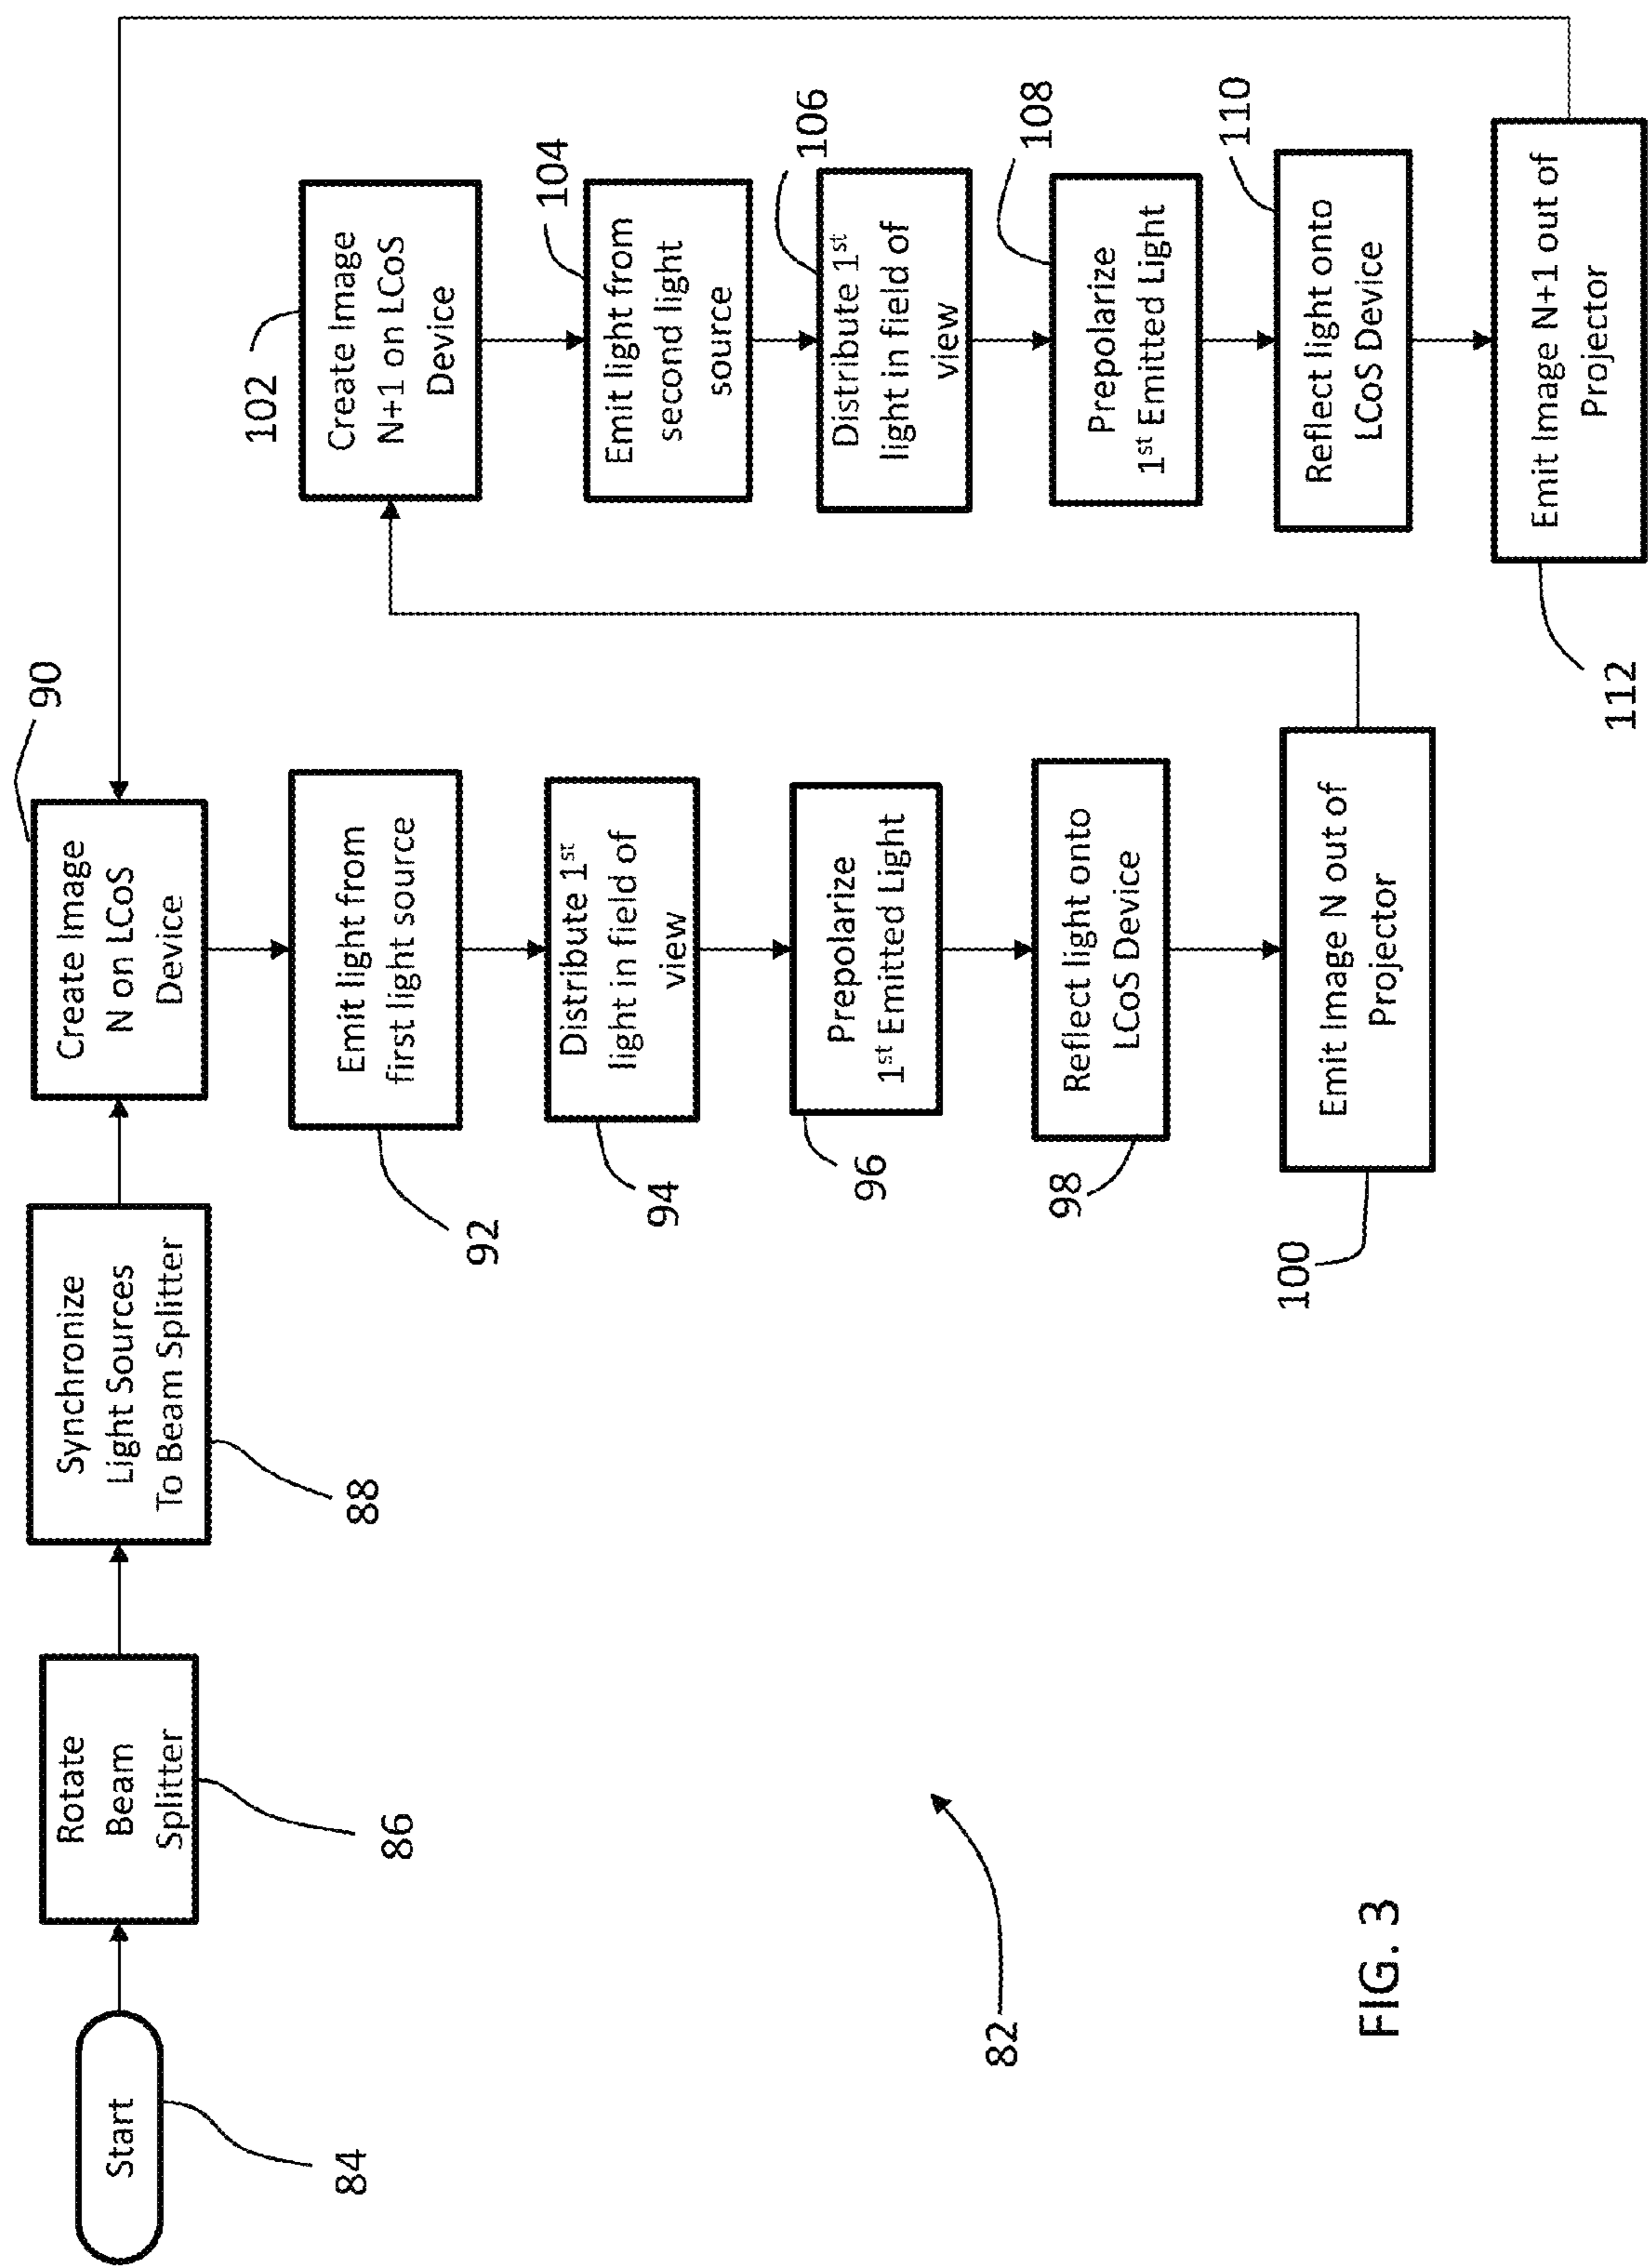 Start
84
Rotate
Beam
Splitter
86
Synchronize
Light Sources
To Beam Splitter
88
Create Image
N on LCoS
Device
90
Emit light from
first light source
92
Distribute 1st
light in field of
view
94
Prepolarize
1st Emitted Light
96
Reflect light onto
LCoS Device
98
Emit Image N out of
Projector
100
Create Image
N+1 on LCoS
Device
102
Emit light from
second light
source
104
Distribute 1st
light in field of
view
106
Prepolarize
1st Emitted Light
108
Reflect light onto
LCoS Device
110
Emit Image N+1 out of
Projector
112
82
FIG. 3